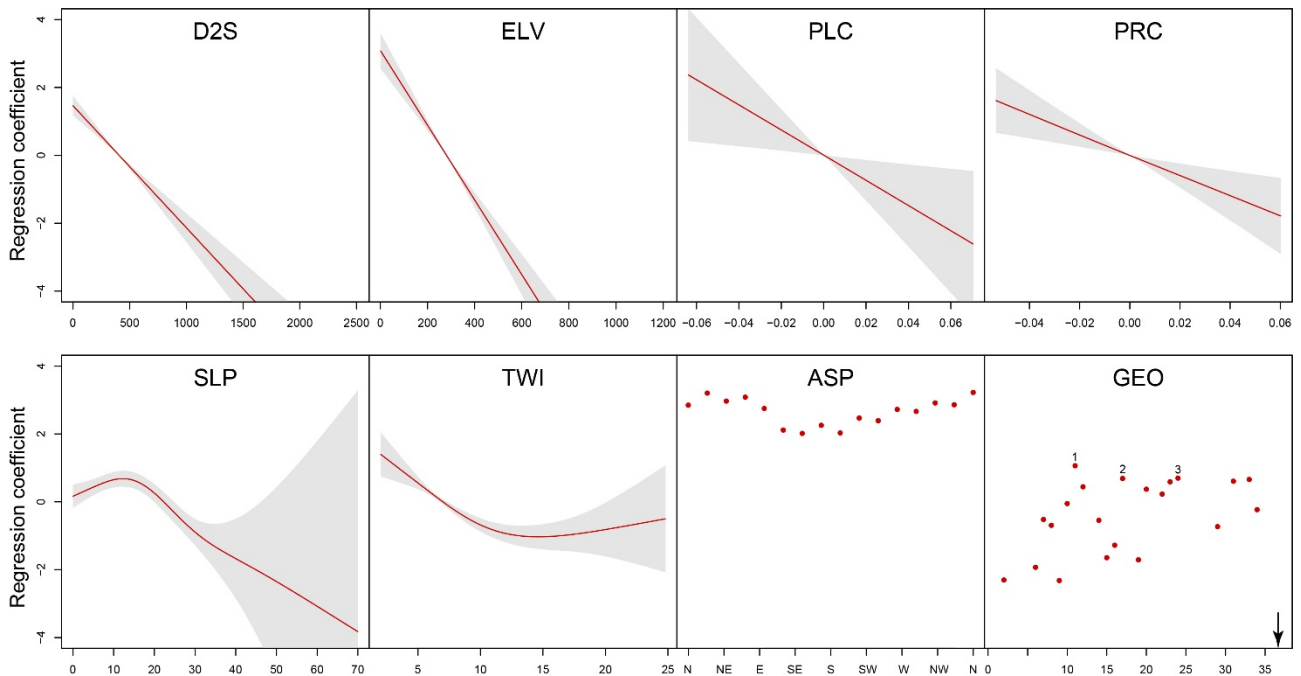 D2S ELV PLC PRC
Regression coefficient
4
2
0
−2
−4
0 500 1000 1500 2000 2500 0 200 400 600 800 1000 1200 −0.06 −0.04 −0.02 0.00 0.02 0.04 0.06 −0.04 −0.02 0.00 0.02 0.04 0.06
SLP TWI ASP GEO
Regression coefficient
4
2
0
−2
−4
1 2 3
0 10 20 30 40 50 60 70 5 10 15 20 25 N NE E SE S SW W NW N 0 10 15 20 25 30 35